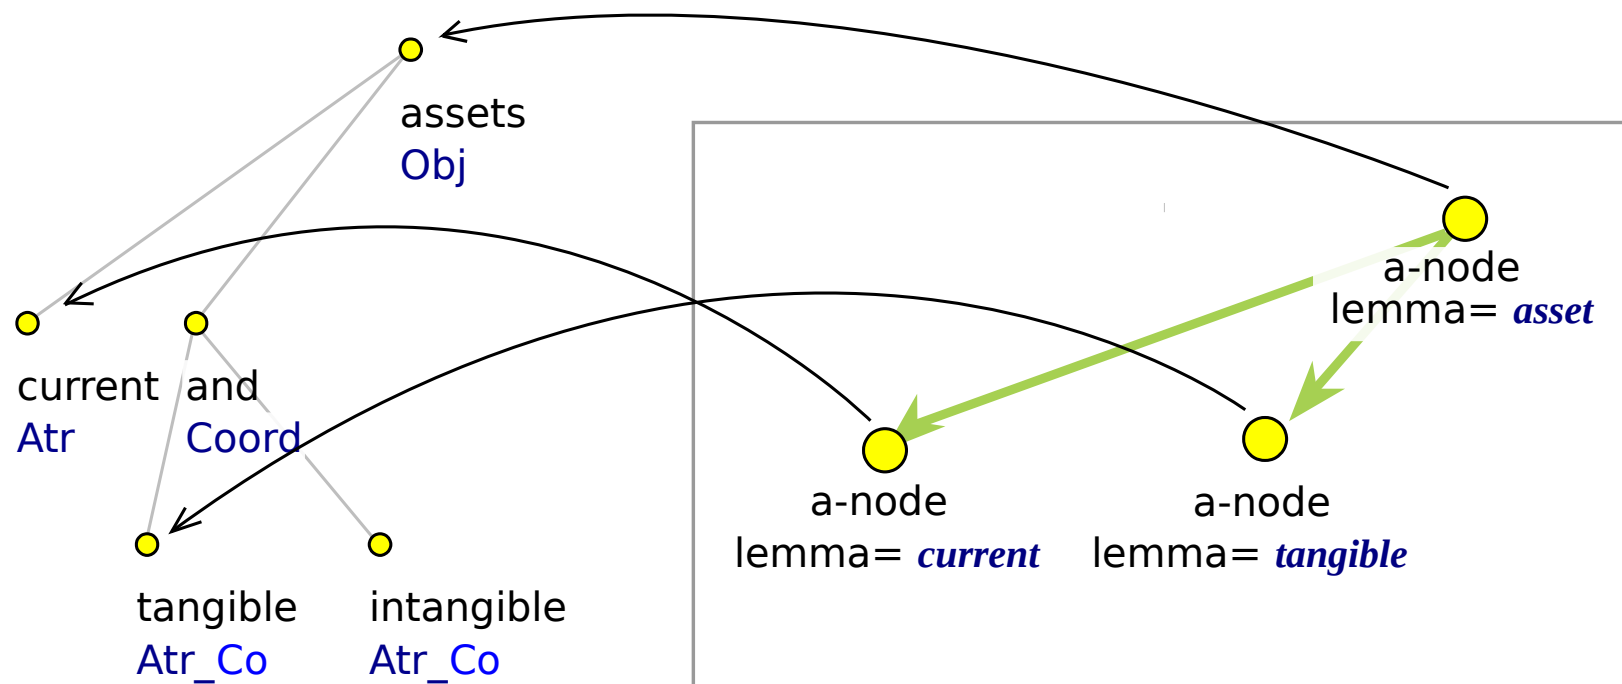 assets
Obj
current
Atr
and
Coord
tangible
Atr_Co
intangible
Atr_Co
a-node
lemma= asset
a-node
lemma= current
a-node
lemma= tangible